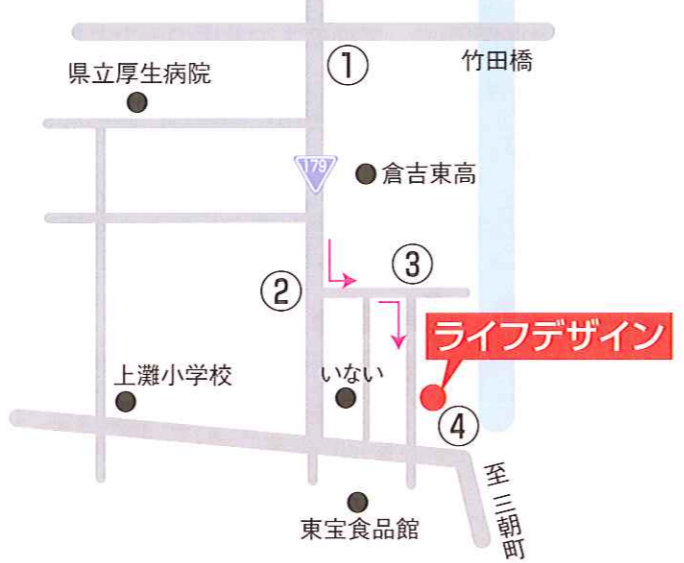 ①
竹田橋
県立厚生病院
179
倉吉東高
③
②
ライフデザイン
上灘小学校
いない
④
至 三朝町
東宝食品館